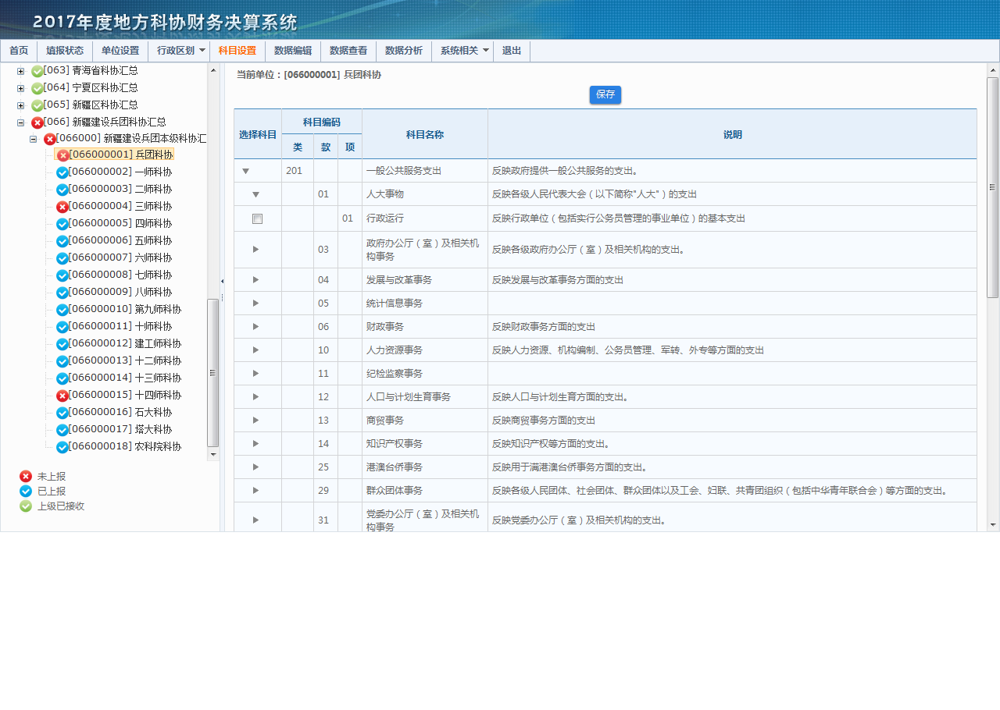 2017年度地方科协财务决算系统
首页 填报状态 单位设置 行政区划 科目设置 数据编辑 数据查看 数据分析 系统相关 退出
[063] 青海省科协汇总
[064] 宁夏区科协汇总
[065] 新疆区科协汇总
[066] 新疆建设兵团科协汇总
[066000] 新疆建设兵团本级科协汇
[066000001] 兵团科协
[066000002] 一师科协
[066000003] 二师科协
[066000004] 三师科协
[066000005] 四师科协
[066000006] 五师科协
[066000007] 六师科协
[066000008] 七师科协
[066000009] 八师科协
[066000010] 第九师科协
[066000011] 十师科协
[066000012] 建工师科协
[066000013] 十二师科协
[066000014] 十三师科协
[066000015] 十四师科协
[066000016] 石大科协
[066000017] 塔大科协
[066000018] 农科院科协
未上报
已上报
上级已接收
当前单位：[066000001] 兵团科协
保存
选择科目 科目编码 科目名称 说明
类 款 项
201 一般公共服务支出 反映政府提供一般公共服务的支出。
01 人大事物 反映各级人民代表大会（以下简称"人大"）的支出
01 行政运行 反映行政单位（包括实行公务员管理的事业单位）的基本支出
03 政府办公厅（室）及相关机
构事务 反映各级政府办公厅（室）及相关机构的支出。
04 发展与改革事务 反映发展与改革事务方面的支出
05 统计信息事务
06 财政事务 反映财政事务方面的支出
10 人力资源事务 反映人力资源、机构编制、公务员管理、军转、外专等方面的支出
11 纪检监察事务
12 人口与计划生育事务 反映人口与计划生育方面的支出。
13 商贸事务 反映商贸事务方面的支出
14 知识产权事务 反映知识产权等方面的支出。
25 港澳台侨事务 反映用于满港澳台侨事务方面的支出。
29 群众团体事务 反映各级人民团体、社会团体、群众团体以及工会、妇联、共青团组织（包括中华青年联合会）等方面的支出。
31 党委办公厅（室）及相关机
构事务 反映党委办公厅（室）及相关机构的支出。